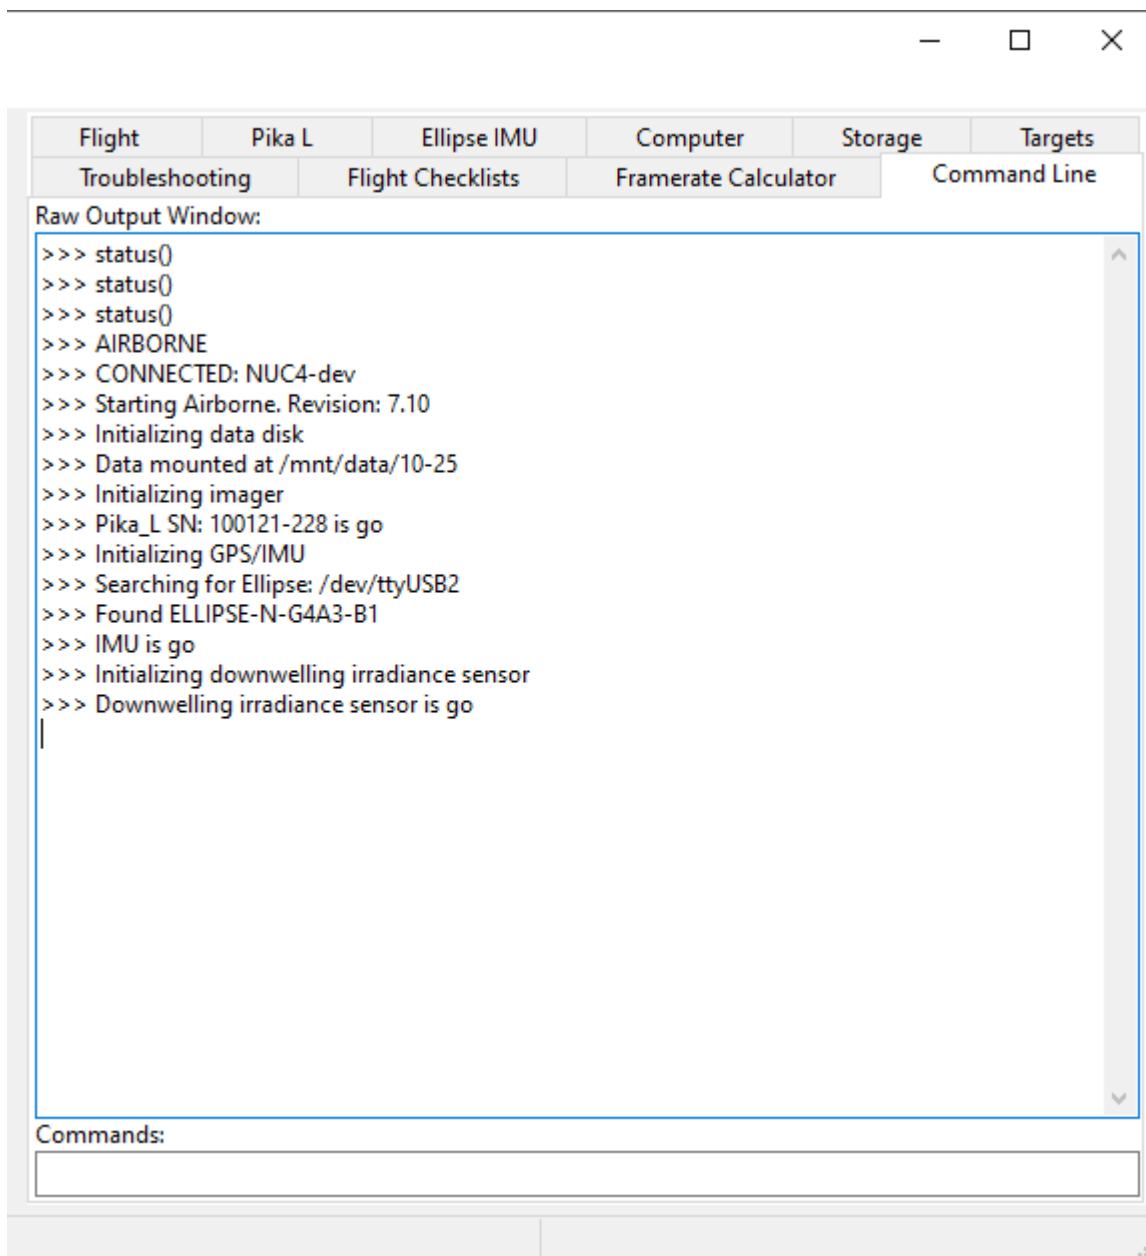 Flight Pika L Ellipse IMU Computer Storage Targets
Troubleshooting Flight Checklists Framerate Calculator Command Line
Raw Output Window:
>>> status()
>>> status()
>>> status()
>>> AIRBORNE
>>> CONNECTED: NUC4-dev
>>> Starting Airborne. Revision: 7.10
>>> Initializing data disk
>>> Data mounted at /mnt/data/10-25
>>> Initializing imager
>>> Pika_L SN: 100121-228 is go
>>> Initializing GPS/IMU
>>> Searching for Ellipse: /dev/ttyUSB2
>>> Found ELLIPSE-N-G4A3-B1
>>> IMU is go
>>> Initializing downwelling irradiance sensor
>>> Downwelling irradiance sensor is go
Commands: